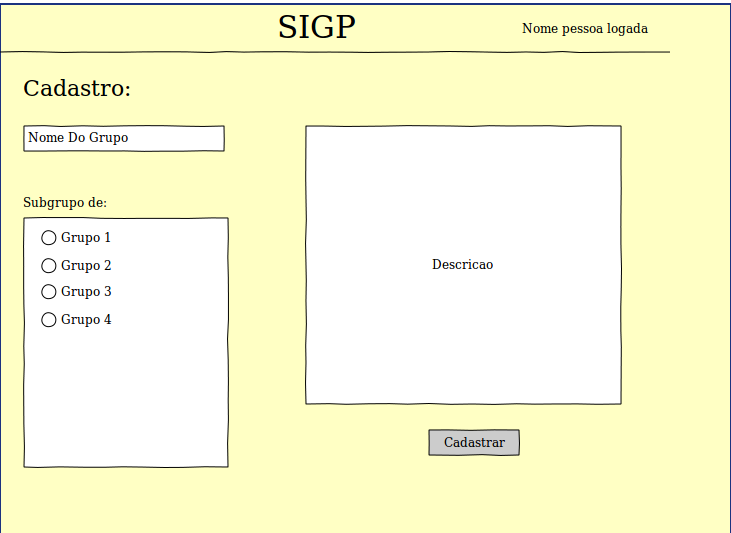 SIGP
Nome pessoa logada
Cadastro:
Nome Do Grupo
Subgrupo de:
Grupo 1
Grupo 2
Grupo 3
Grupo 4
Descricao
Cadastrar